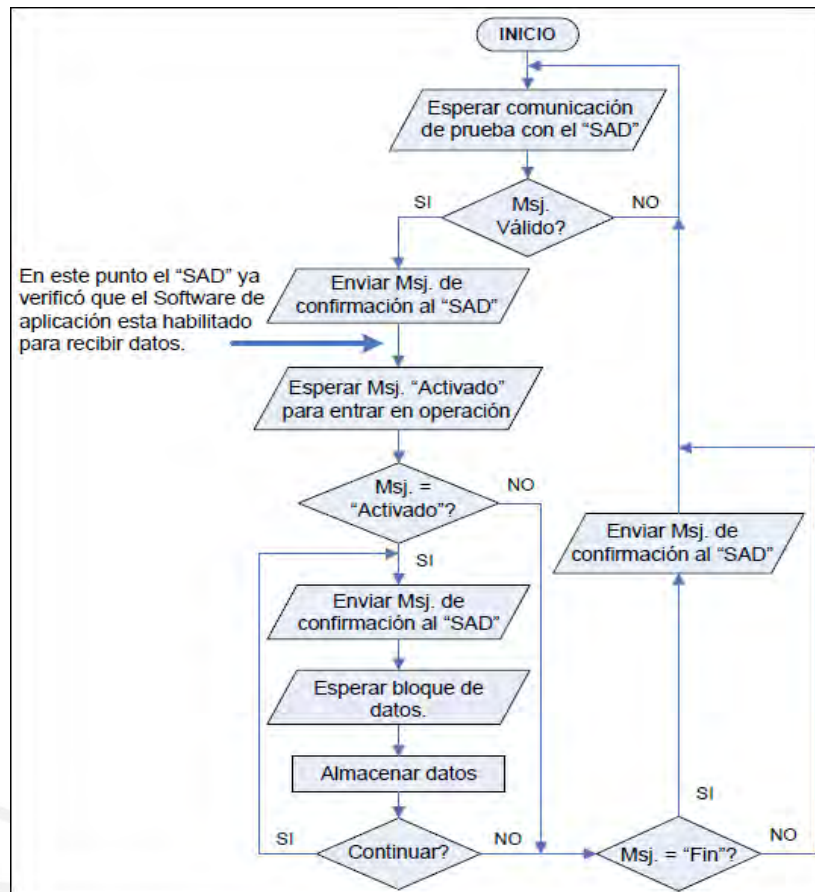 INICIO
Esperar comunicación
de prueba con el “SAD”
SI
Msj.
Válido?
NO
En este punto el “SAD” ya
verificó que el Software de
aplicación esta habilitado
para recibir datos.
Enviar Msj. de
confirmación al “SAD”
Esperar Msj. “Activado”
para entrar en operación
Msj. =
“Activado”?
NO
SI
Enviar Msj. de
confirmación al “SAD”
Enviar Msj. de
confirmación al “SAD”
Esperar bloque de
datos.
Almacenar datos
SI
Continuar?
NO
SI
Msj. = “Fin”?
NO